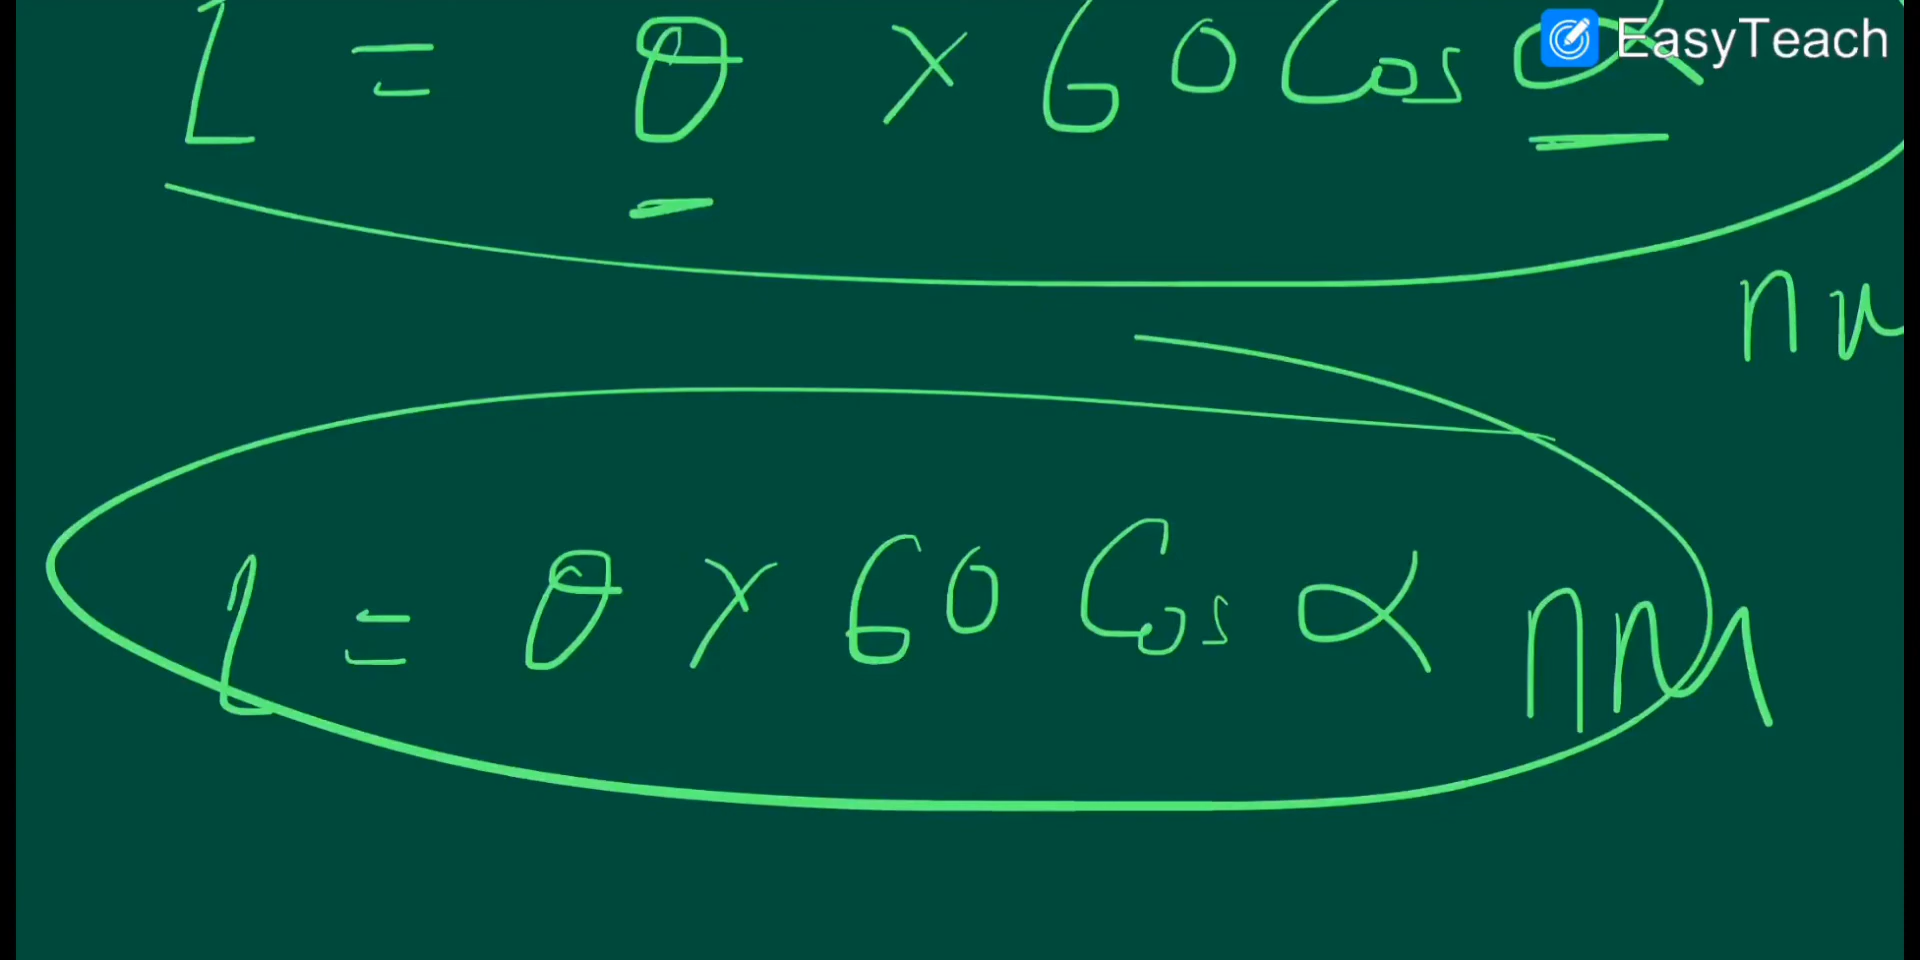 EasyTeach
L = θ × 60 Cos α
nm
L = θ × 60 Cos α nm